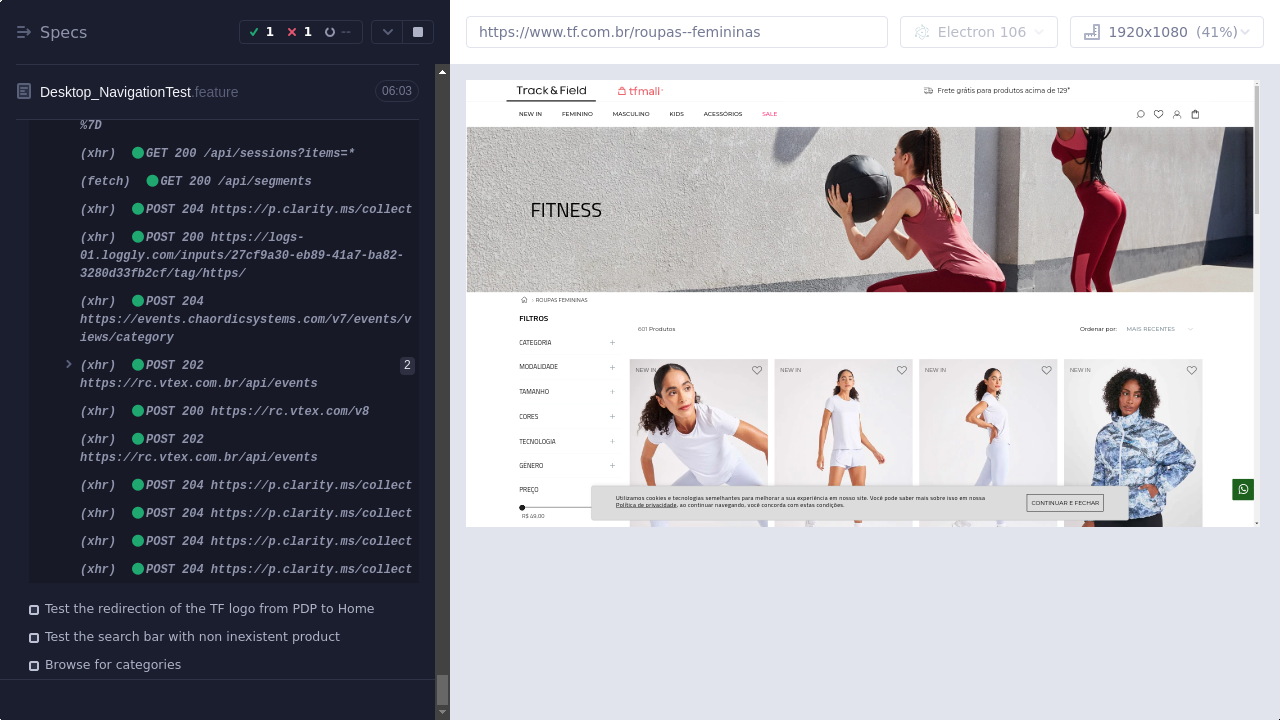 Specs
1
1
--
https://www.tf.com.br/roupas--femininas
Electron 106
1920x1080 (41%)
Desktop_NavigationTest.feature
06:03
%7D
(xhr) GET 200 /api/sessions?items=*
(fetch) GET 200 /api/segments
(xhr) POST 204 https://p.clarity.ms/collect
(xhr) POST 200 https://logs-
01.loggly.com/inputs/27cf9a30-eb89-41a7-ba82-
3280d33fb2cf/tag/https/
(xhr) POST 204
https://events.chaordicsystems.com/v7/events/v
iews/category
(xhr) POST 202
https://rc.vtex.com.br/api/events
2
(xhr) POST 200 https://rc.vtex.com/v8
(xhr) POST 202
https://rc.vtex.com.br/api/events
(xhr) POST 204 https://p.clarity.ms/collect
(xhr) POST 204 https://p.clarity.ms/collect
(xhr) POST 204 https://p.clarity.ms/collect
(xhr) POST 204 https://p.clarity.ms/collect
Test the redirection of the TF logo from PDP to Home
Test the search bar with non inexistent product
Browse for categories
Track&Field
tfmall
Frete grátis para produtos acima de 129*
NEW IN FEMININO MASCULINO KIDS ACESSÓRIOS SALE
FITNESS
› ROUPAS FEMININAS
FILTROS
601 Produtos
Ordenar por: MAIS RECENTES
CATEGORIA +
MODALIDADE +
TAMANHO +
CORES +
TECNOLOGIA +
GENERO +
PREÇO
R$ 49,00
NEW IN
NEW IN
NEW IN
NEW IN
Utilizamos cookies e tecnologias semelhantes para melhorar a sua experiência em nosso site. Você pode saber mais sobre isso em nossa
Política de privacidade, ao continuar navegando, você concorda com estas condições.
CONTINUAR E FECHAR